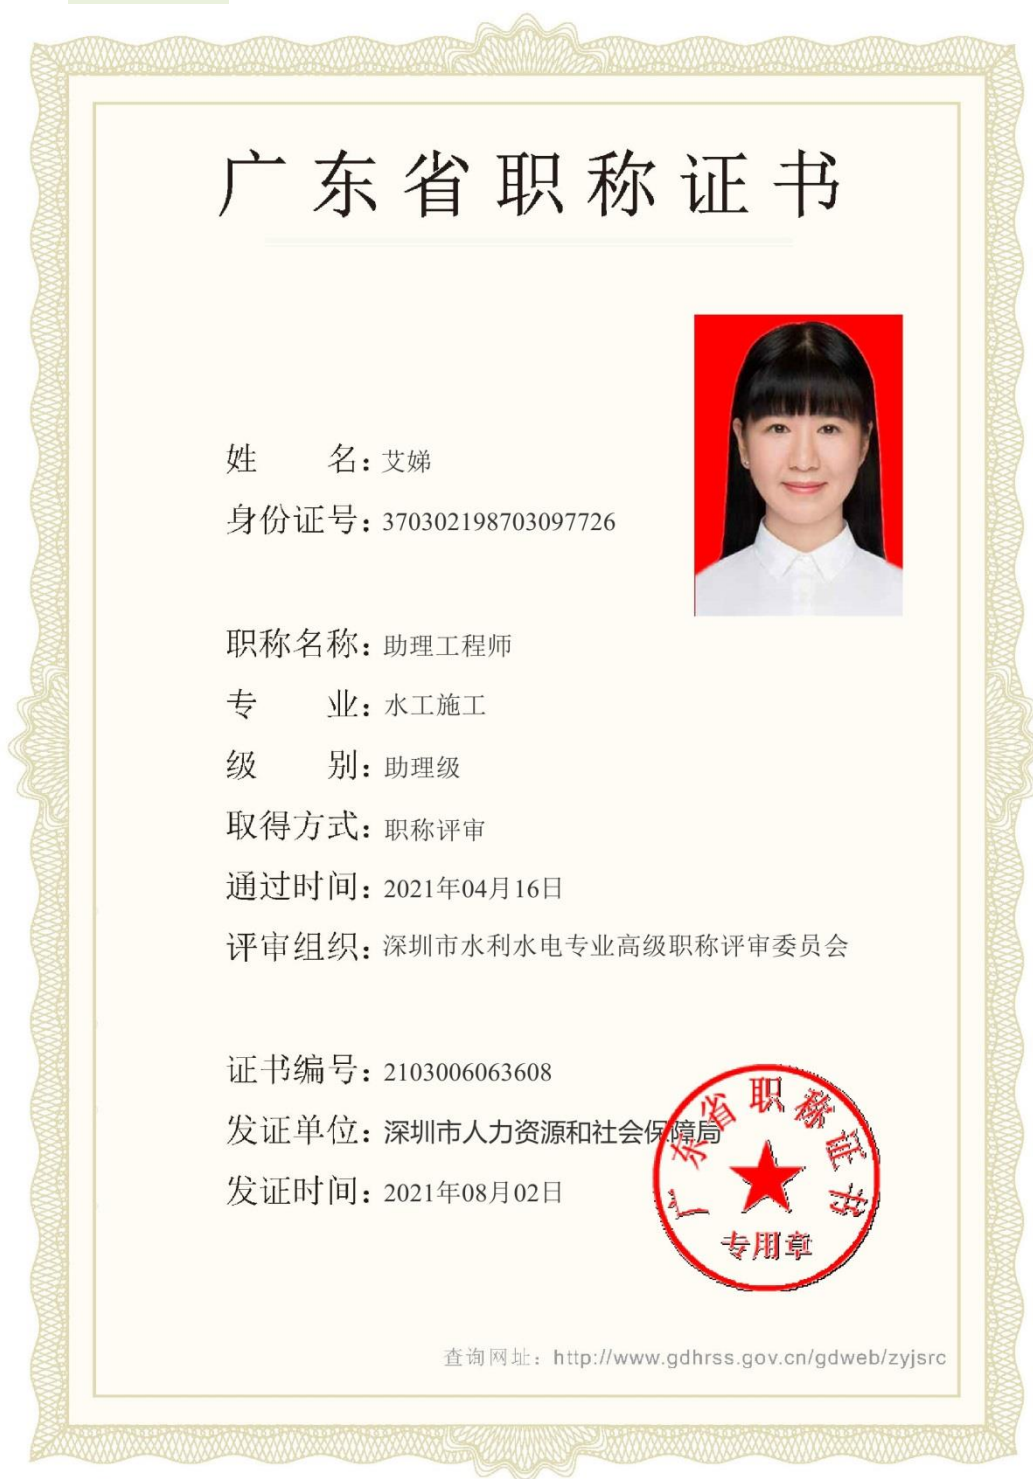 广东省职称证书
姓 名：艾娣
身份证号：370302198703097726
职称名称：助理工程师
专 业：水工施工
级 别：助理级
取得方式：职称评审
通过时间：2021年04月16日
评审组织：深圳市水利水电专业高级职称评审委员会
证书编号：2103006063608
发证单位：深圳市人力资源和社会保障局
发证时间：2021年08月02日
广东省职称证书
专用章
查询网址：http://www.gdhrss.gov.cn/gdweb/zyjsrc